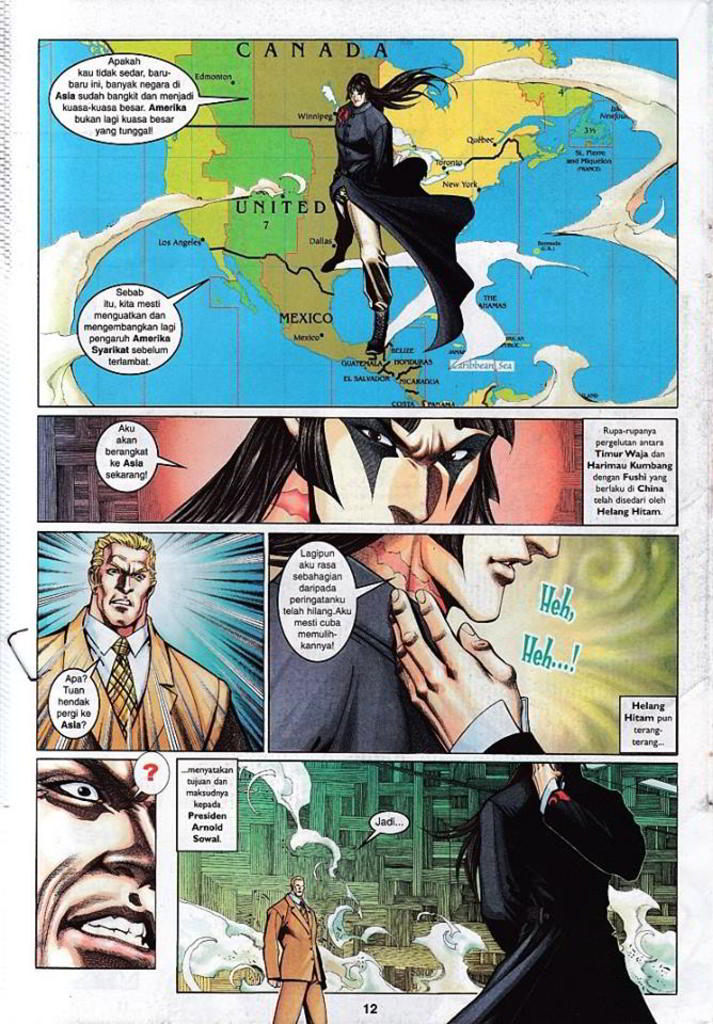 Apakah
kau tidak sedar, baru-
baru ini, banyak negara di
Asia sudah bangkit dan menjadi
kuasa-kuasa besar. Amerika
bukan lagi kuasa besar
yang tunggal!
CANADA
Edmonton
Winnipeg
Québec
Toronto
New York
3½
St. Pierre
and Miquelon
(FRANCE)
UNITED
7
Los Angeles
Dallas
Bermuda
(U.K.)
Sebab
itu, kita mesti
menguatkan dan
mengembangkan lagi
pengaruh Amerika
Syarikat sebelum
terlambat.
MEXICO
Mexico
THE
BELIZE
GUATEMALA
HONDURAS
EL SALVADOR
NICARAGUA
COSTA
PANAMA
Caribbean Sea
Aku
akan
berangkat
ke Asia
sekarang!
Rupa-rupanya
pergelutan antara
Timur Waja dan
Harimau Kumbang
dengan Fushi yang
berlaku di China
telah disedari oleh
Helang Hitam.
Apa?
Tuan
hendak
pergi ke
Asia?
Lagipun
aku rasa
sebahagian
daripada
peringatanku
telah hilang.Aku
mesti cuba
memulih-
kannya!
Heh,
Heh...!
Helang
Hitam pun
terang-
terang...
?
...menyatakan
tujuan dan
maksudnya
kepada
Presiden
Arnold
Sowal.
Jadi...
12